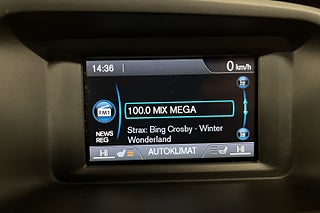 14:36 0 km/h
FM1
100.0 MIX MEGA
NEWS
REG
Strax: Bing Crosby - Winter
Wonderland
HI AUTOKLIMAT HI